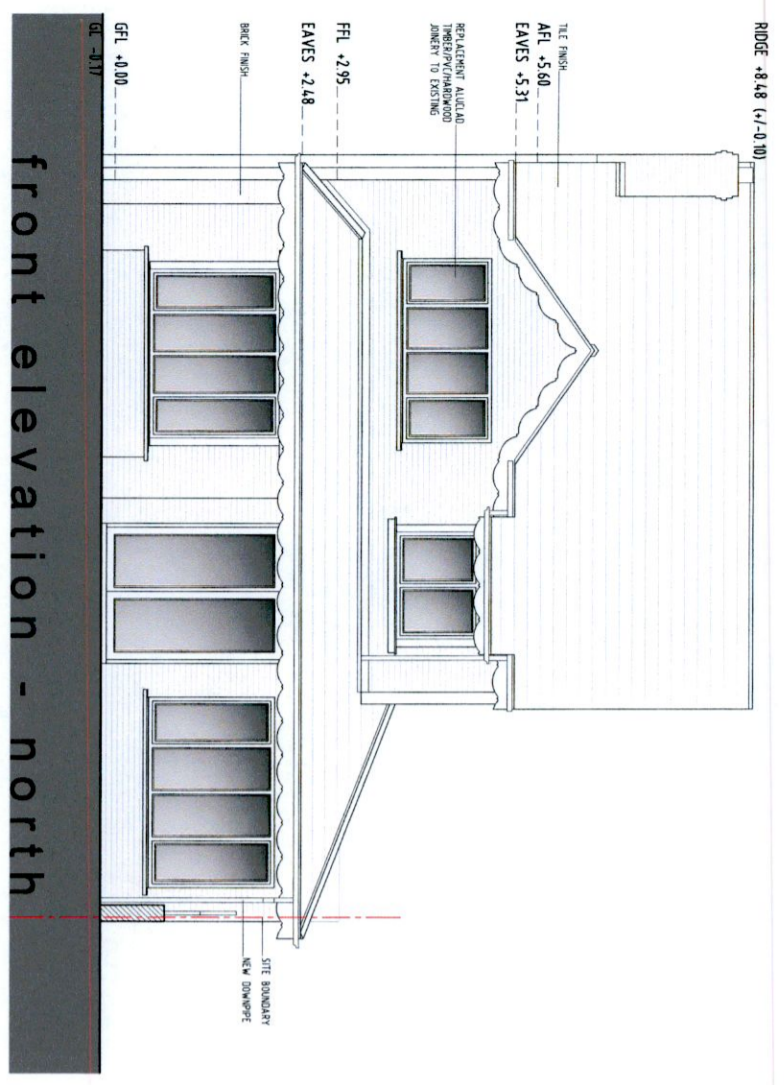 RIDGE +8.48 (+/-0.10)
TILE FINISH
AFL +5.60
EAVES +5.31
REPLACEMENT ALUCLAD
TIMBER/PVC/HARDWOOD
JOINERY TO EXISTING
FFL +2.95
EAVES +2.48
BRICK FINISH
GFL +0.00
GL -0.17
SITE BOUNDARY
NEW DOWNPIPE
front elevation - north